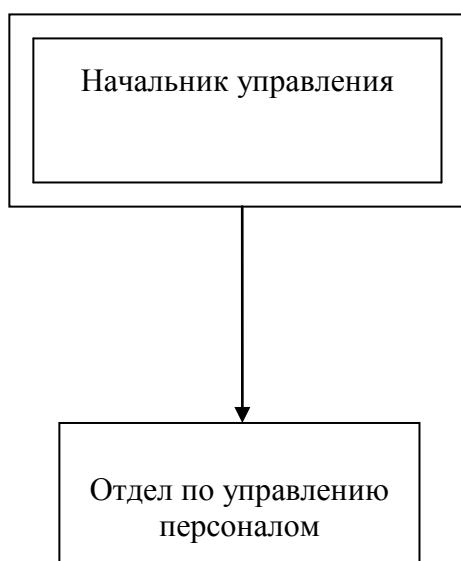 Начальник управления
Отдел по управлению
персоналом